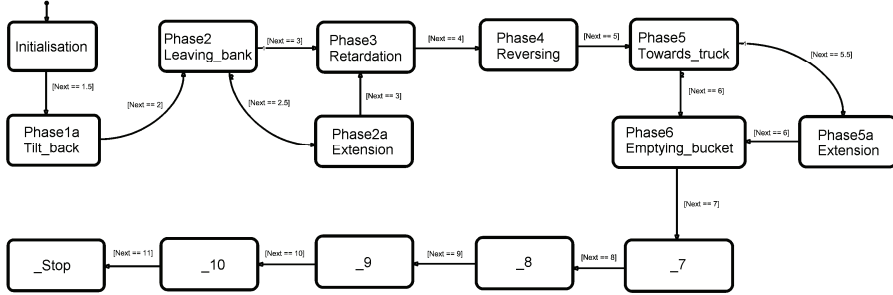 Initialisation
[Next == 1.5]
Phase1a
Tilt_back
[Next == 2]
Phase2
Leaving_bank
[Next == 3]
[Next == 2.5]
Phase3
Retardation
[Next == 3]
Phase2a
Extension
[Next == 4]
Phase4
Reversing
[Next == 5]
Phase5
Towards_truck
[Next == 5.5]
[Next == 6]
Phase6
Emptying_bucket
[Next == 6]
Phase5a
Extension
[Next == 7]
_7
[Next == 8]
_8
[Next == 9]
_9
[Next == 10]
_10
[Next == 11]
_Stop